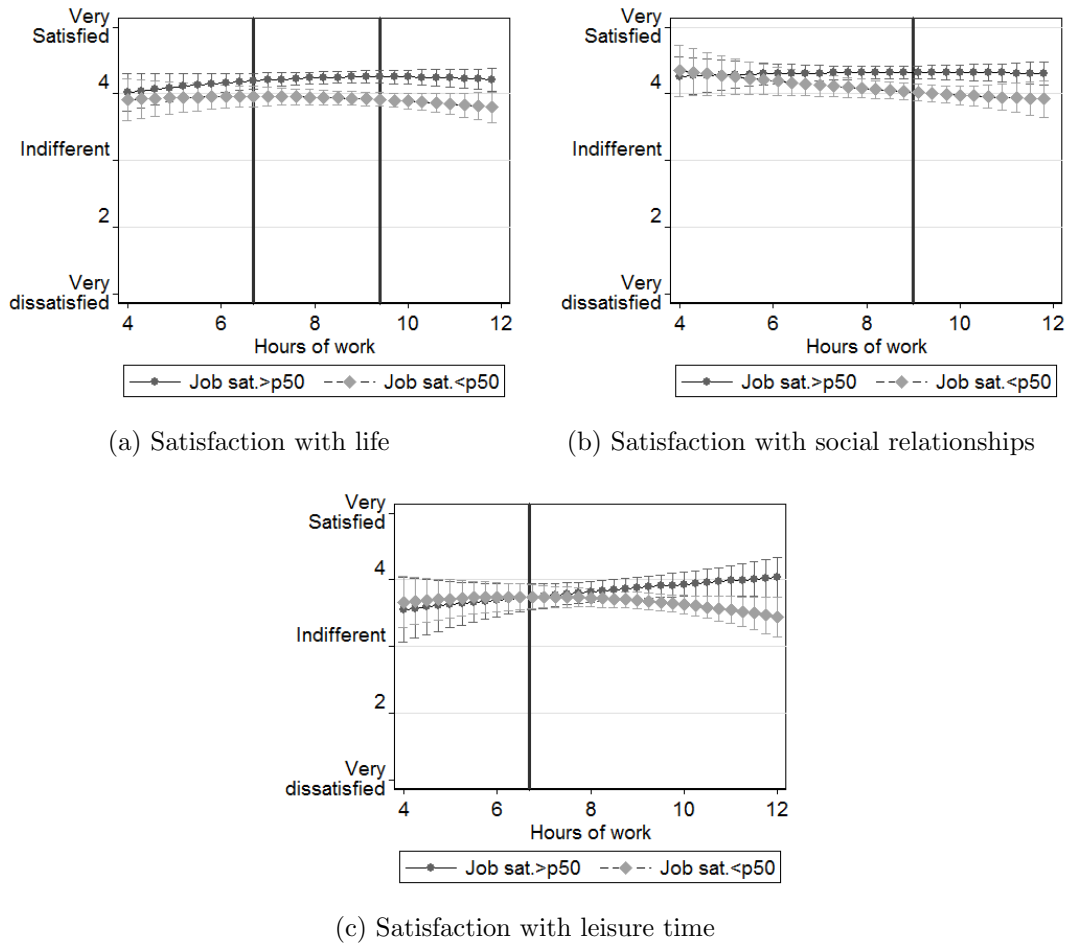 Very
Satisfied
4
Indifferent
2
Very
dissatisfied
4 6 8 10 12
Hours of work
Job sat.>p50 Job sat.<p50
(a) Satisfaction with life
Very
Satisfied
4
Indifferent
2
Very
dissatisfied
4 6 8 10 12
Hours of work
Job sat.>p50 Job sat.<p50
(b) Satisfaction with social relationships
Very
Satisfied
4
Indifferent
2
Very
dissatisfied
4 6 8 10 12
Hours of work
Job sat.>p50 Job sat.<p50
(c) Satisfaction with leisure time